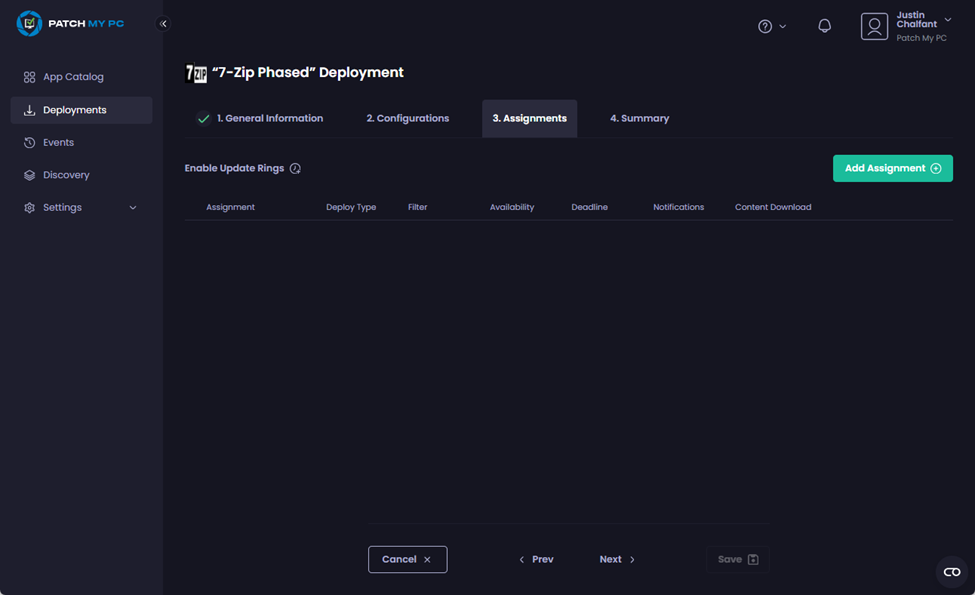 PATCH MY PC
Justin
Chalfant
Patch My PC
App Catalog
Deployments
Events
Discovery
Settings
7ZIP “7-Zip Phased” Deployment
1. General Information
2. Configurations
3. Assignments
4. Summary
Enable Update Rings
Add Assignment
Assignment
Deploy Type
Filter
Availability
Deadline
Notifications
Content Download
Cancel
Prev
Next
Save